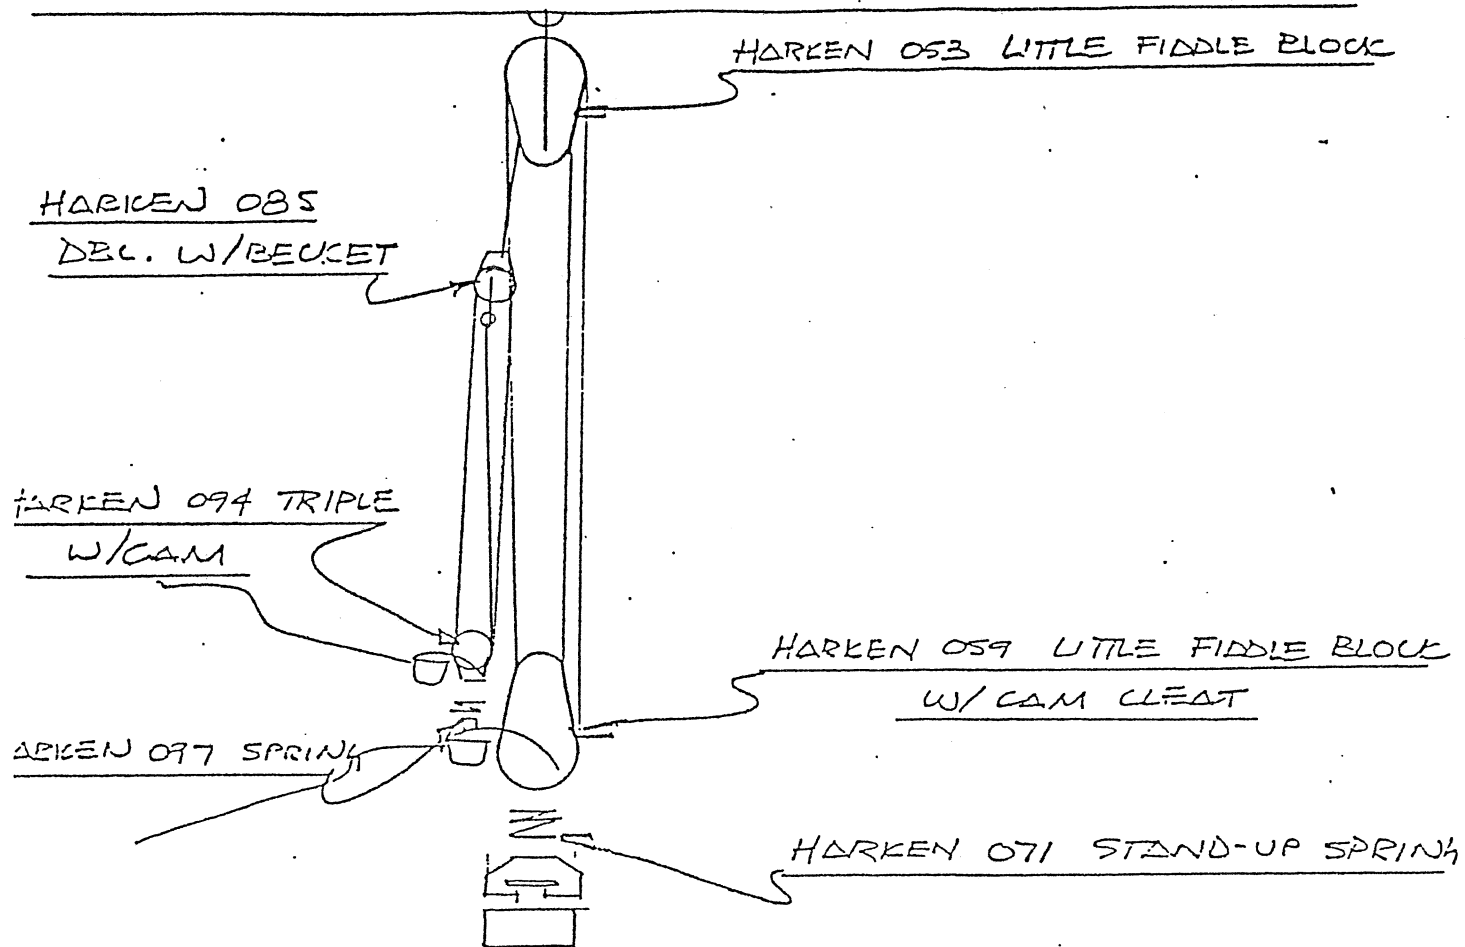 HARKEN 053 LITTLE FIDDLE BLOCK
HARKEN 085
DBL. W/BECKET
HARKEN 094 TRIPLE
W/CAM
HARKEN 059 LITTLE FIDDLE BLOCK
W/ CAM CLEAT
ARKEN 097 SPRING
HARKEN 071 STAND-UP SPRING